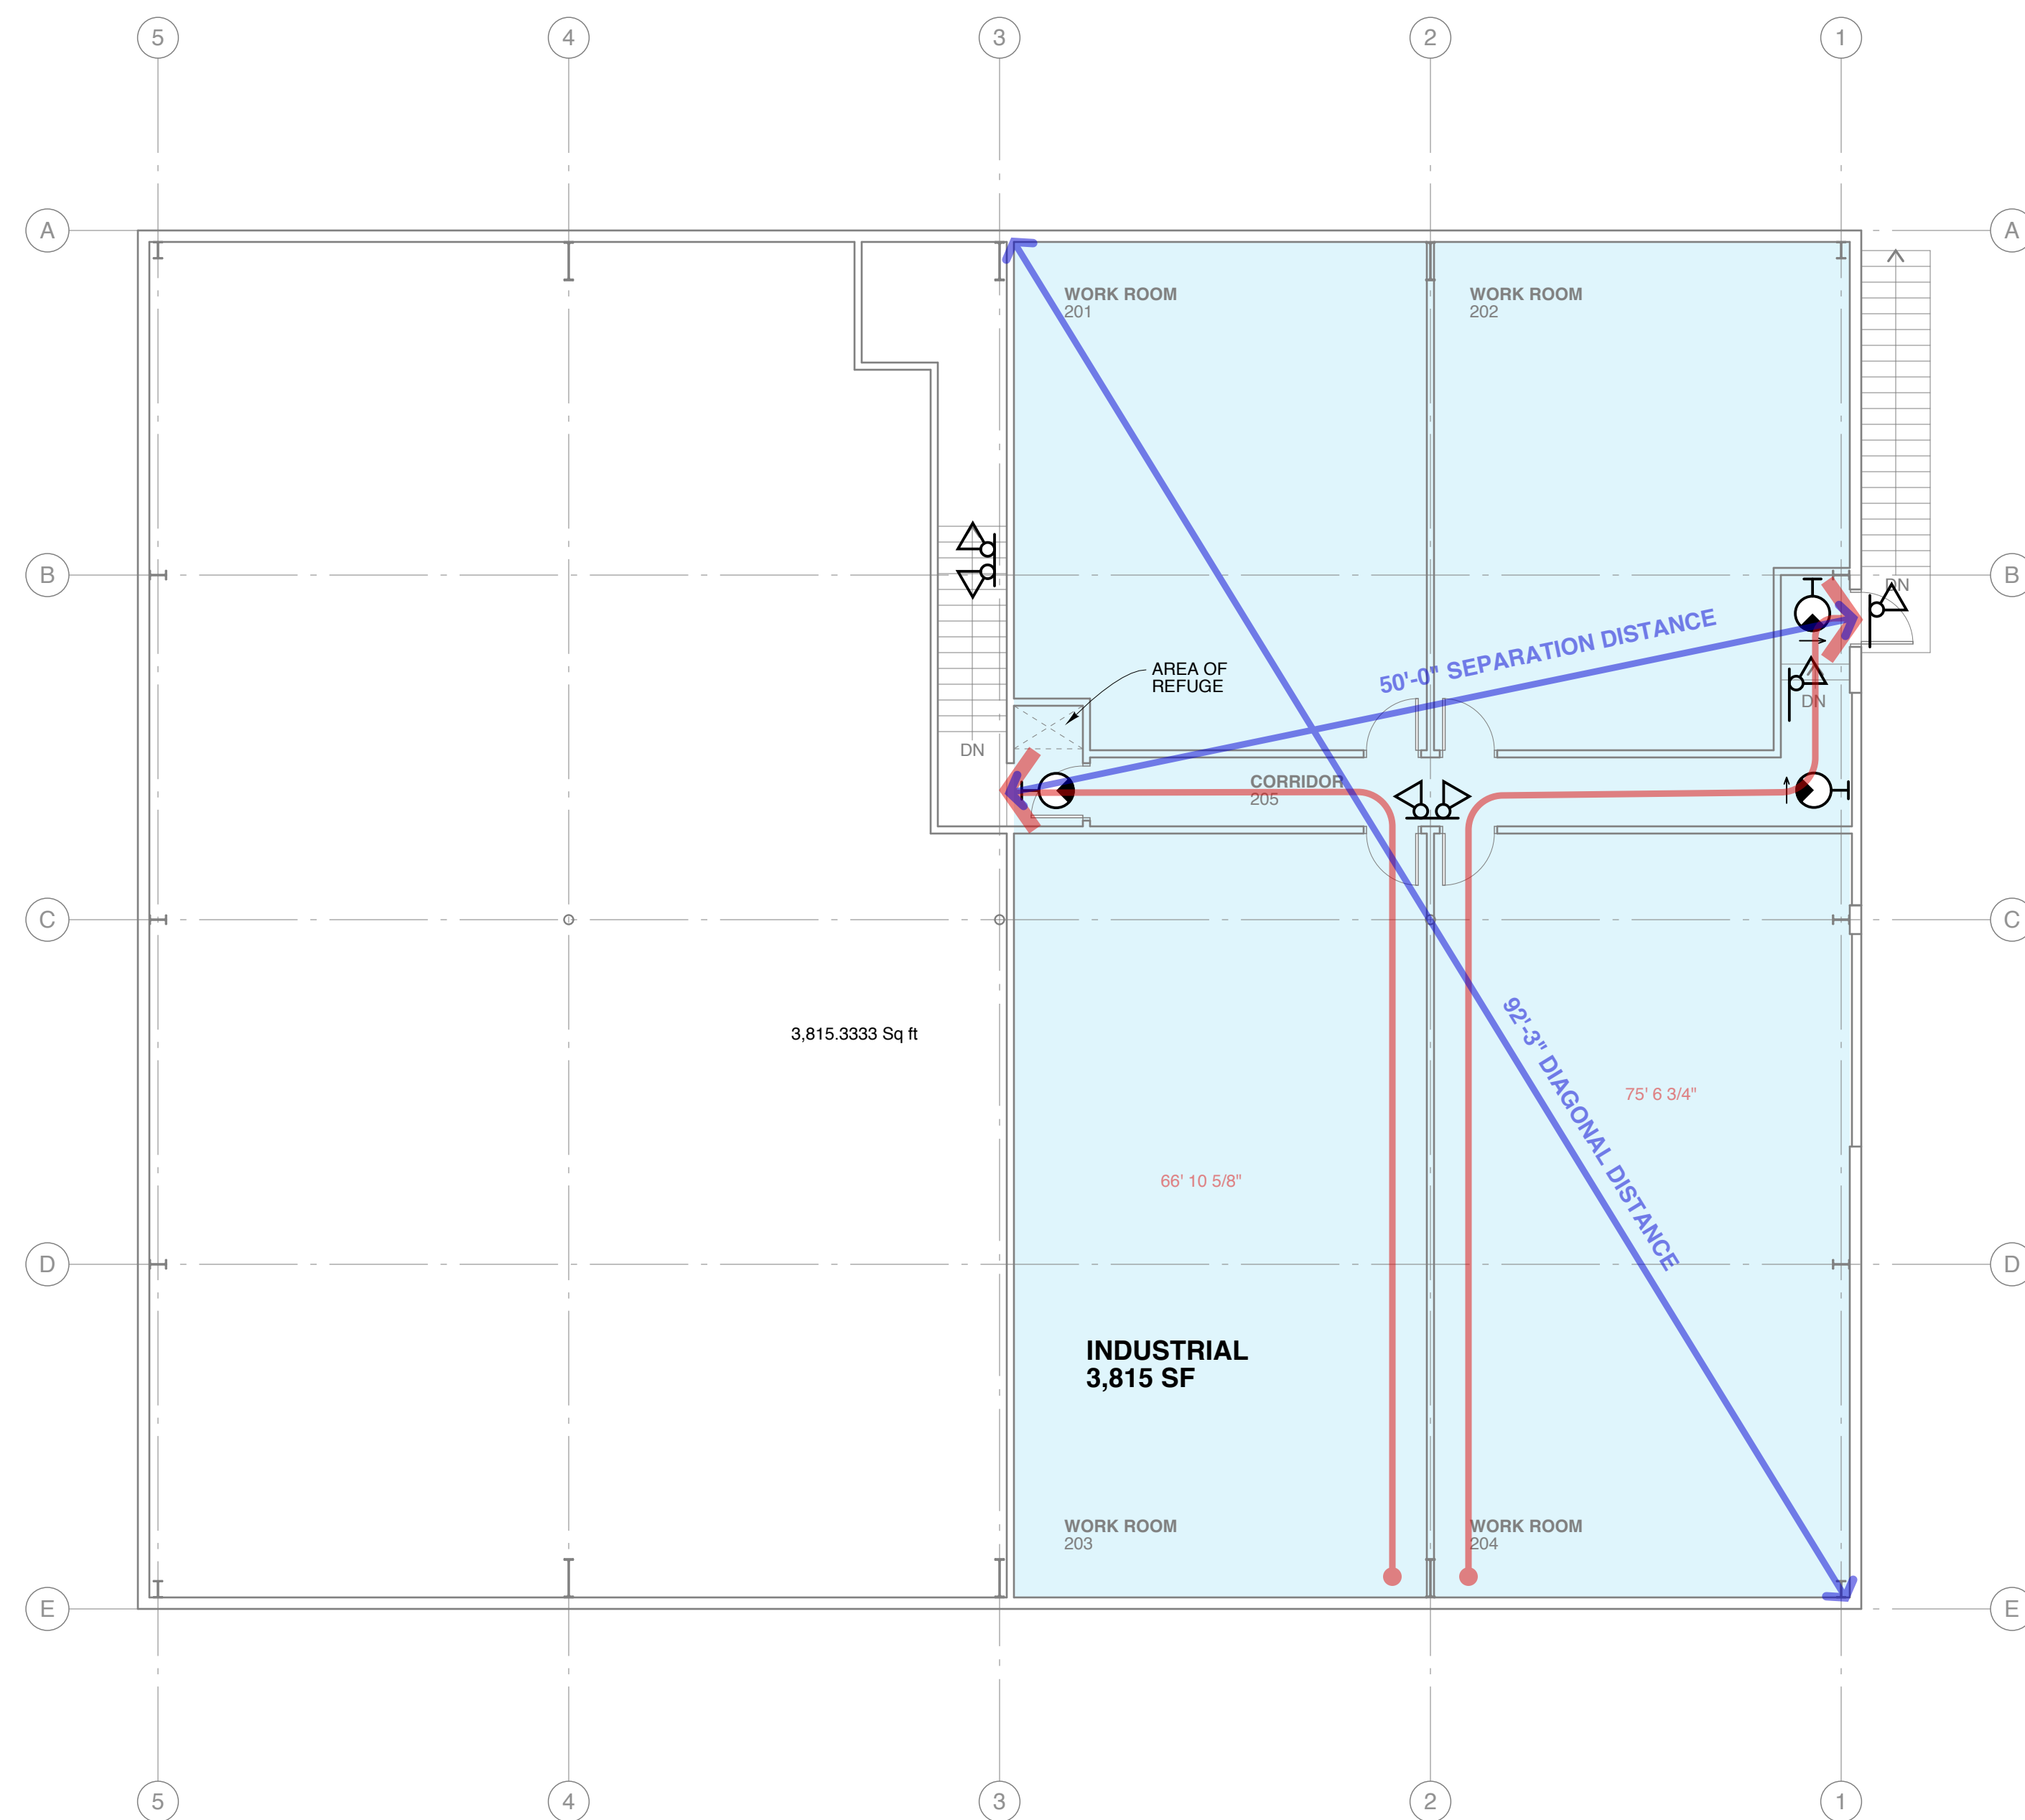 5
4
3
2
1
A
A
WORK ROOM
201
WORK ROOM
202
B
B
DN
50'-0" SEPARATION DISTANCE
AREA OF
REFUGE
DN
DN
CORRIDOR
205
C
C
92'-3" DIAGONAL DISTANCE
3,815.3333 Sq ft
75' 6 3/4"
66' 10 5/8"
D
D
INDUSTRIAL
3,815 SF
WORK ROOM
203
WORK ROOM
204
E
E
5
4
3
2
1